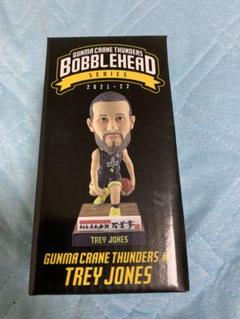 GUNMA CRANE THUNDERS
BOBBLEHEAD
SERIES
2021-22
TREY JONES
GUNMA CRANE THUNDERS
TREY JONES